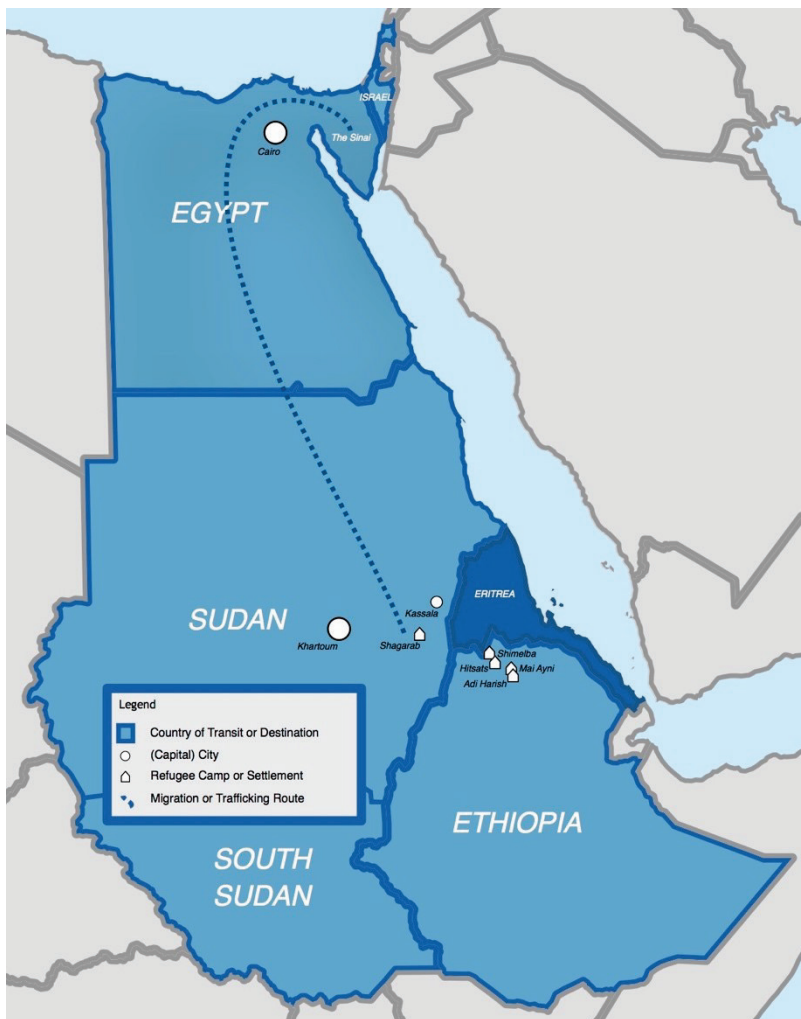 ISRAEL
The Sinai
Cairo
EGYPT
ERITREA
Kassala
SUDAN
Khartoum
Shagarab
Shimelba
Hitsats
Mai Ayni
Adi Harish
Legend
Country of Transit or Destination
(Capital) City
Refugee Camp or Settlement
Migration or Trafficking Route
ETHIOPIA
SOUTH
SUDAN